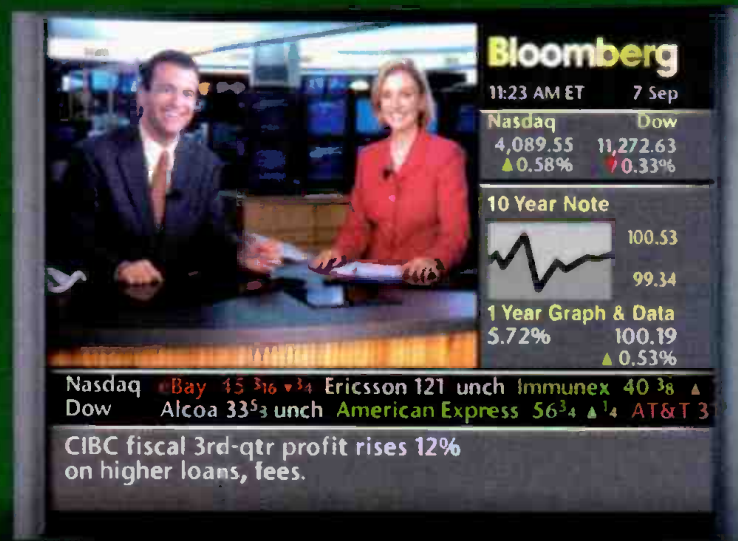 Bloomberg
11:23 AM ET 7 Sep
Nasdaq Dow
4,089.55 11,272.63
▲0.58% ▼0.33%
10 Year Note
100.53
99.34
1 Year Graph & Data
5.72% 100.19
▲0.53%
Nasdaq eBay 45 3/16 ▼3/4 Ericsson 121 unch Immunex 40 3/8 ▲
Dow Alcoa 33 unch American Express 56 3/4 ▲1/4 AT&T
CIBC fiscal 3rd-qtr profit rises 12%
on higher loans, fees.